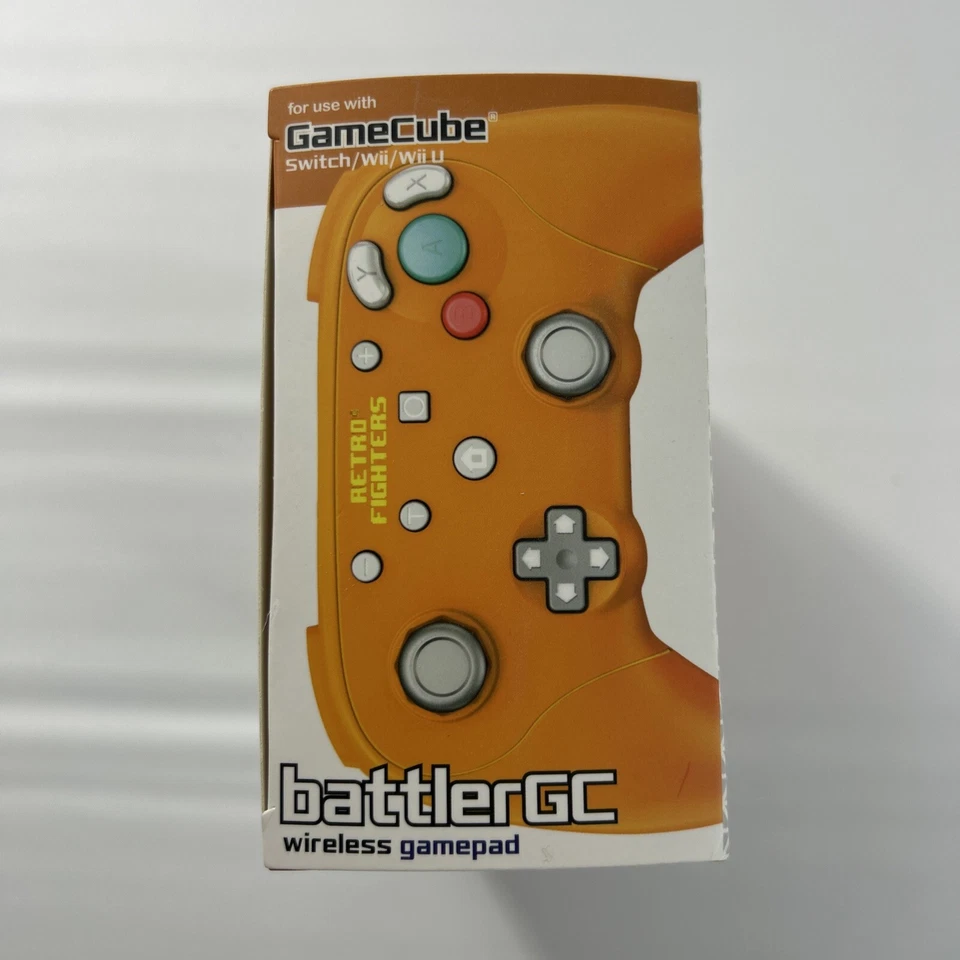 for use with
GameCube®
Switch/Wii/Wii U
X
A
Y
B
+
RETRO
FIGHTERS
T
-
battlerGC
wireless gamepad